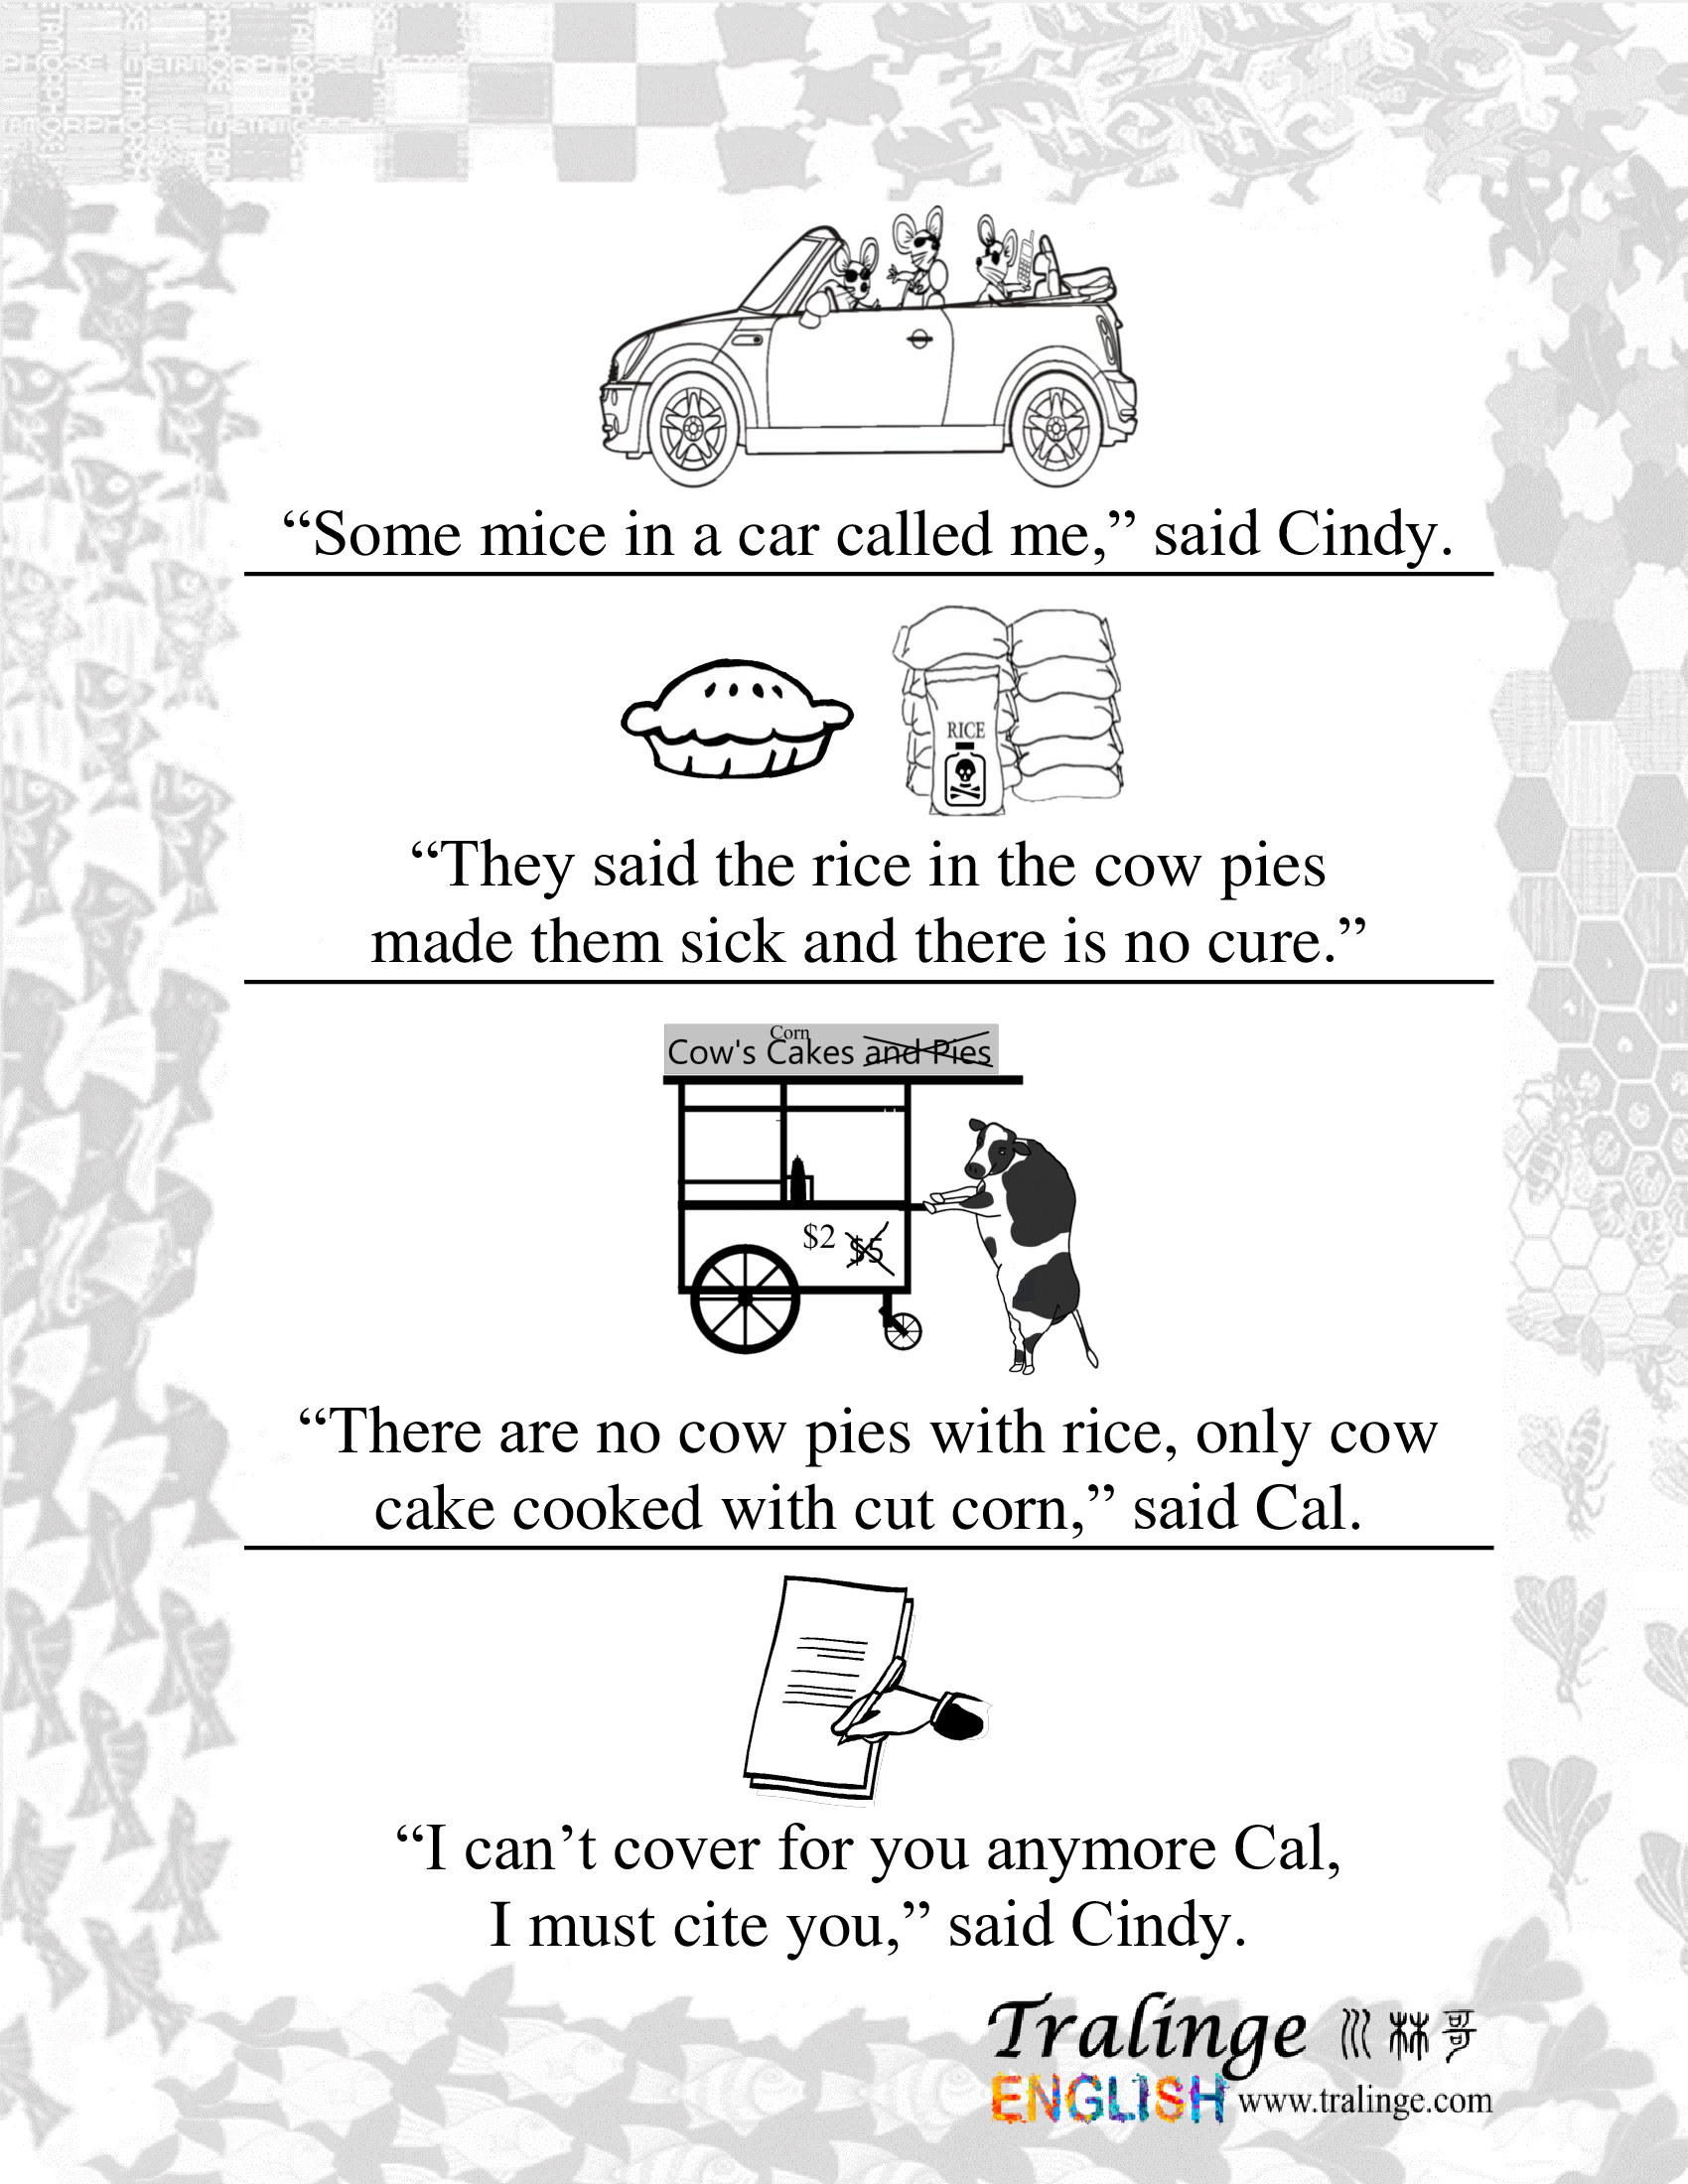 PHOSE METAMORPHOSE METAMO
“Some mice in a car called me,” said Cindy.
RICE
“They said the rice in the cow pies
made them sick and there is no cure.”
Corn
Cow's Cakes and Pies
$2 $5
“There are no cow pies with rice, only cow
cake cooked with cut corn,” said Cal.
“I can’t cover for you anymore Cal,
I must cite you,” said Cindy.
Tralinge 川林哥
ENGLISH www.tralinge.com